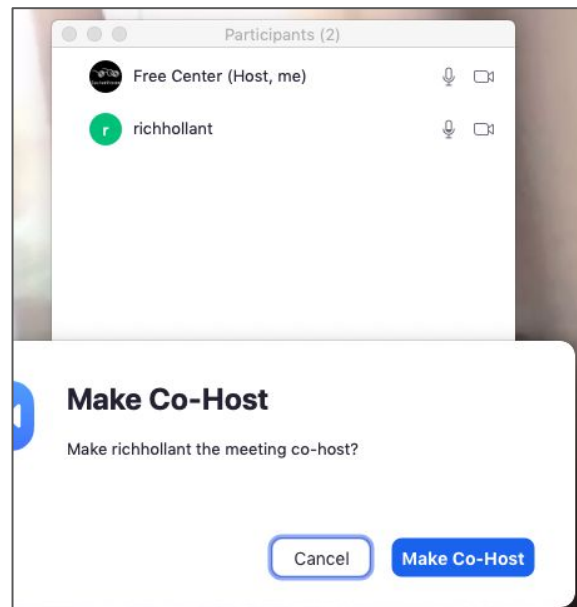 Participants (2)
Free Center (Host, me)
r
richhollant
Make Co-Host
Make richhollant the meeting co-host?
Cancel
Make Co-Host